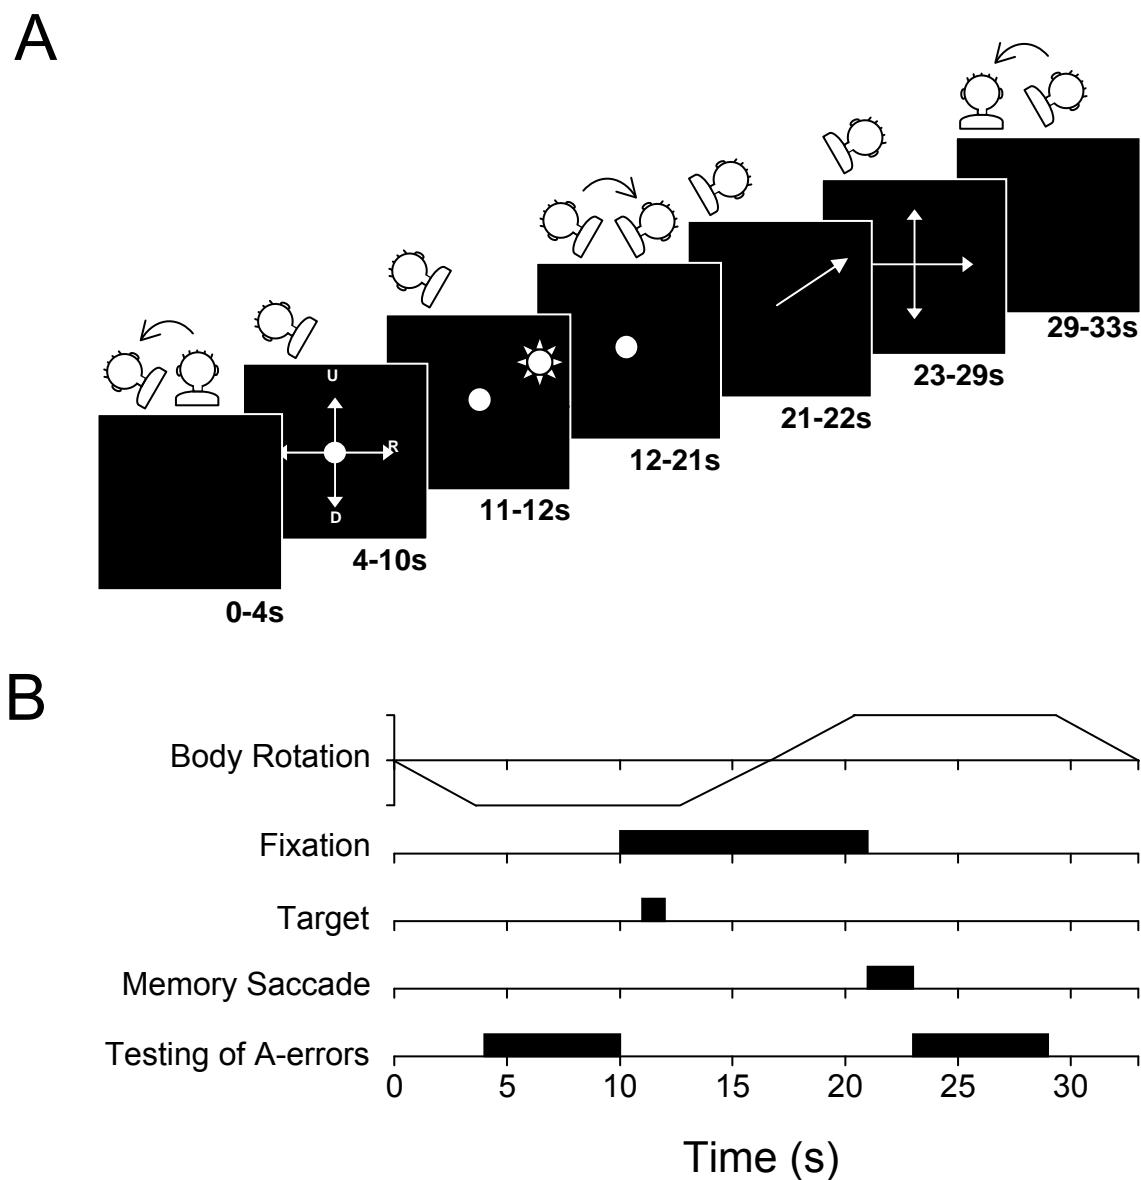 A
U
R
D
0-4s
4-10s
11-12s
12-21s
21-22s
23-29s
29-33s
B
Body Rotation
Fixation
Target
Memory Saccade
Testing of A-errors
0 5 10 15 20 25 30
Time (s)